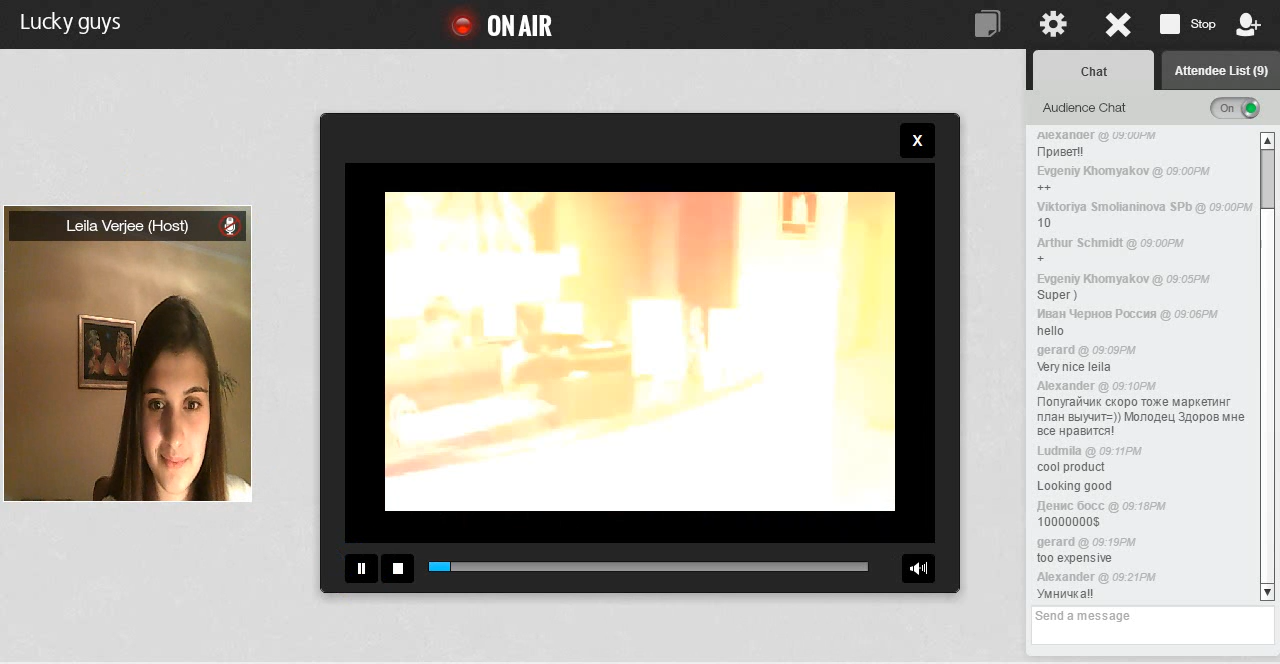 Lucky guys
ON AIR
Stop
Chat
Attendee List (9)
Audience Chat
On
Leila Verjee (Host)
X
Alexander @ 09:00PM
Привет!!
Evgeniy Khomyakov @ 09:00PM
++
Viktoriya Smolianinova SPb @ 09:00PM
10
Arthur Schmidt @ 09:00PM
+
Evgeniy Khomyakov @ 09:05PM
Super )
Иван Чернов Россия @ 09:06PM
hello
gerard @ 09:09PM
Very nice leila
Alexander @ 09:10PM
Попугайчик скоро тоже маркетинг
план выучит=)) Молодец Здоров мне
все нравится!
Ludmila @ 09:11PM
cool product
Looking good
Денис босс @ 09:18PM
10000000$
gerard @ 09:19PM
too expensive
Alexander @ 09:21PM
Умничка!!
Send a message